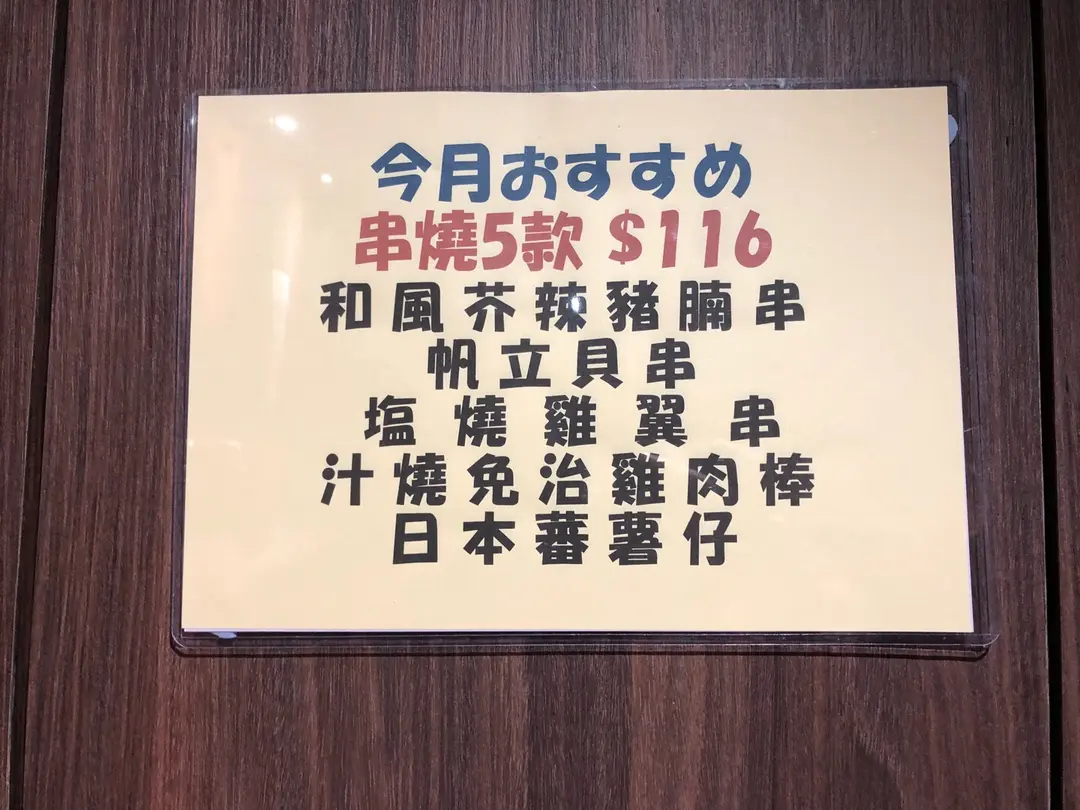 今月おすすめ
串燒5款 $116
和風芥辣豬腩串
帆立貝串
塩燒雞翼串
汁燒免治雞肉棒
日本蕃薯仔